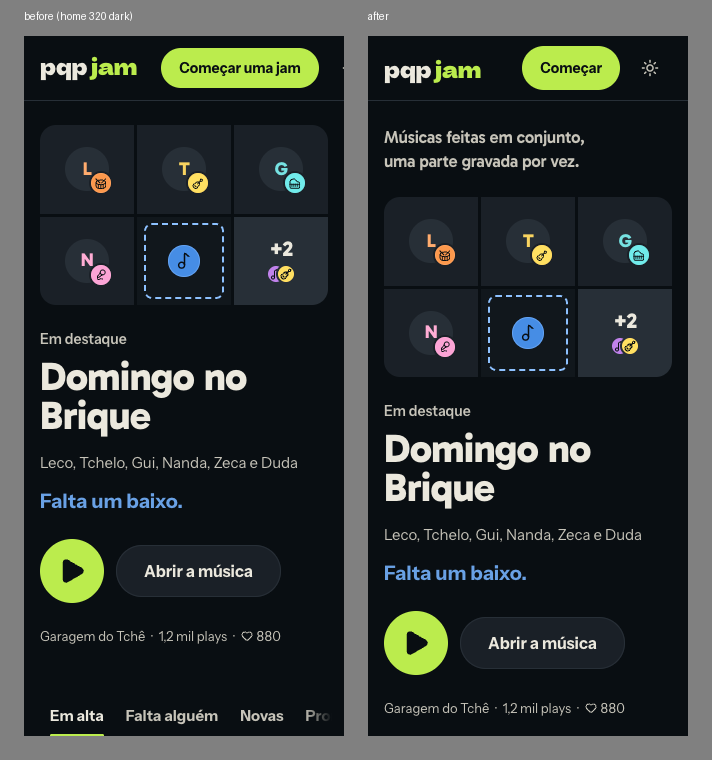 before (home 320 dark)
after
pqp jam
Começar uma jam
L
T
G
N
+2
Em destaque
Domingo no
Brique
Leco, Tchelo, Gui, Nanda, Zeca e Duda
Falta um baixo.
Abrir a música
Garagem do Tchê · 1,2 mil plays · 880
Em alta
Falta alguém
Novas
Pro
pqp jam
Começar
Músicas feitas em conjunto,
uma parte gravada por vez.
L
T
G
N
+2
Em destaque
Domingo no
Brique
Leco, Tchelo, Gui, Nanda, Zeca e Duda
Falta um baixo.
Abrir a música
Garagem do Tchê · 1,2 mil plays · 880